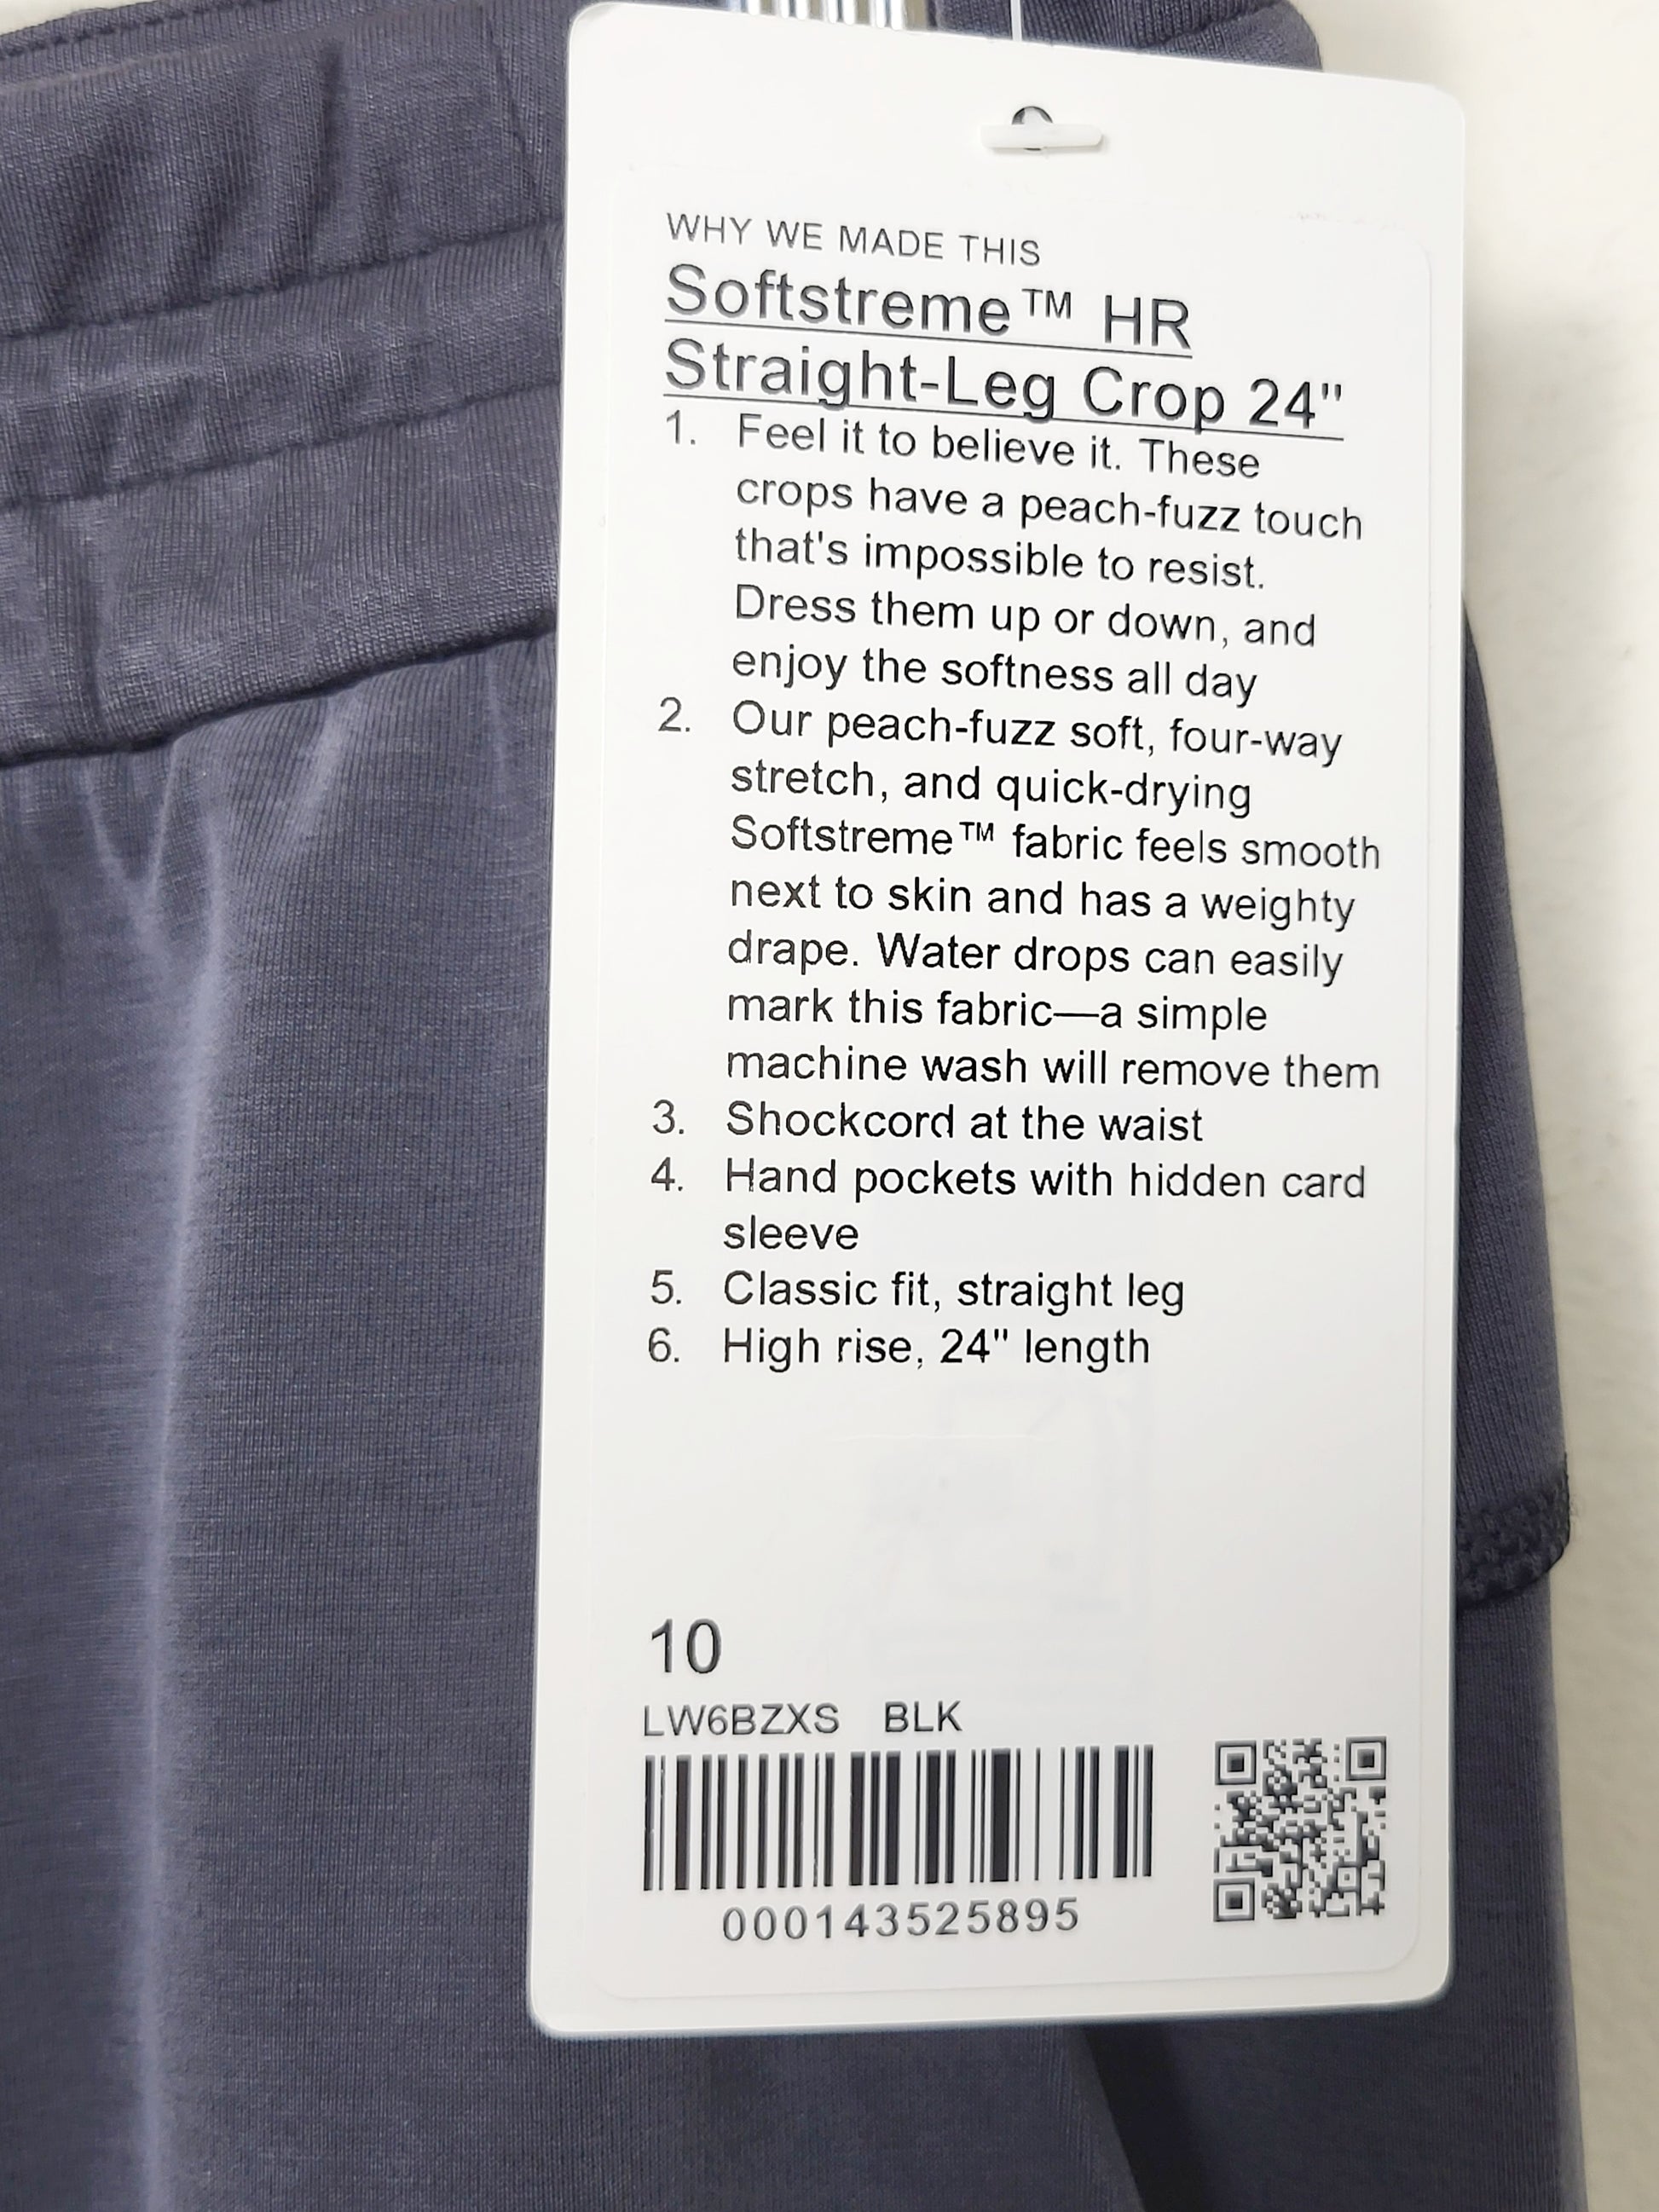 WHY WE MADE THIS
Softstreme™ HR
Straight-Leg Crop 24"
1. Feel it to believe it. These
crops have a peach-fuzz touch
that's impossible to resist.
Dress them up or down, and
enjoy the softness all day
2. Our peach-fuzz soft, four-way
stretch, and quick-drying
Softstreme™ fabric feels smooth
next to skin and has a weighty
drape. Water drops can easily
mark this fabric—a simple
machine wash will remove them
3. Shockcord at the waist
4. Hand pockets with hidden card
sleeve
5. Classic fit, straight leg
6. High rise, 24" length
10
LW6BZXS BLK
000143525895